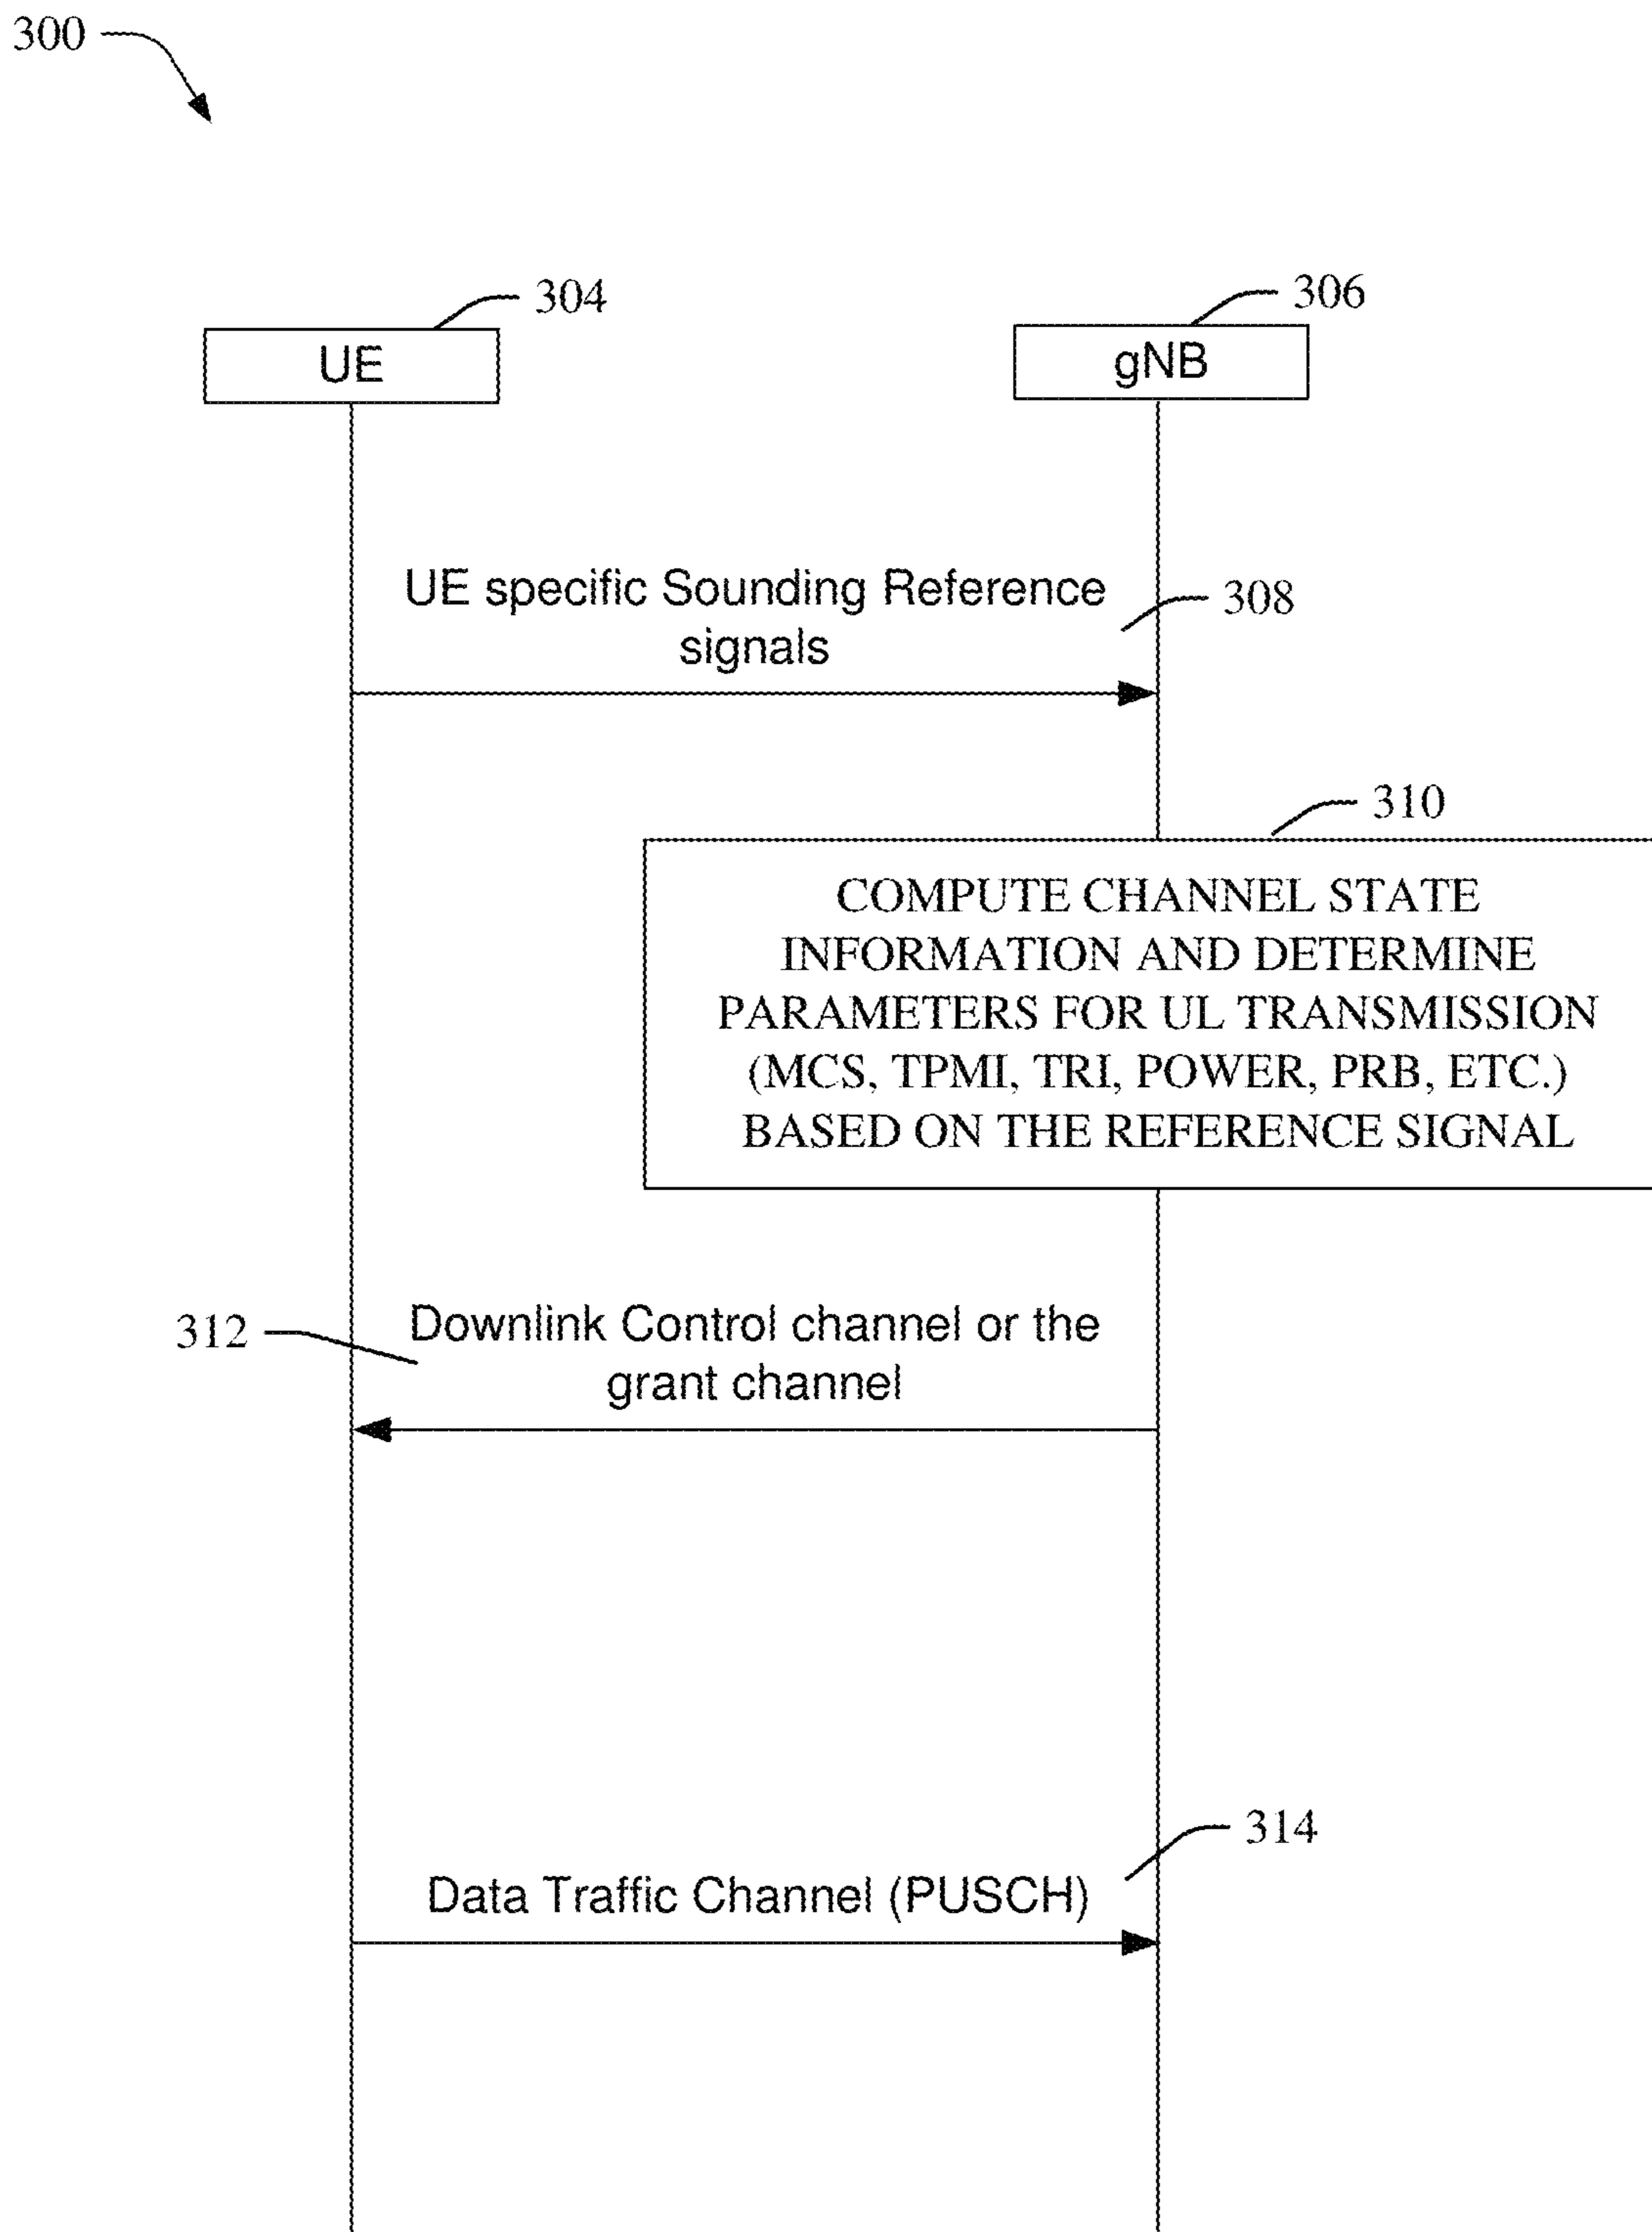 300
304
306
UE
gNB
UE specific Sounding Reference
signals
308
310
COMPUTE CHANNEL STATE
INFORMATION AND DETERMINE
PARAMETERS FOR UL TRANSMISSION
(MCS, TPMI, TRI, POWER, PRB, ETC.)
BASED ON THE REFERENCE SIGNAL
312
Downlink Control channel or the
grant channel
314
Data Traffic Channel (PUSCH)